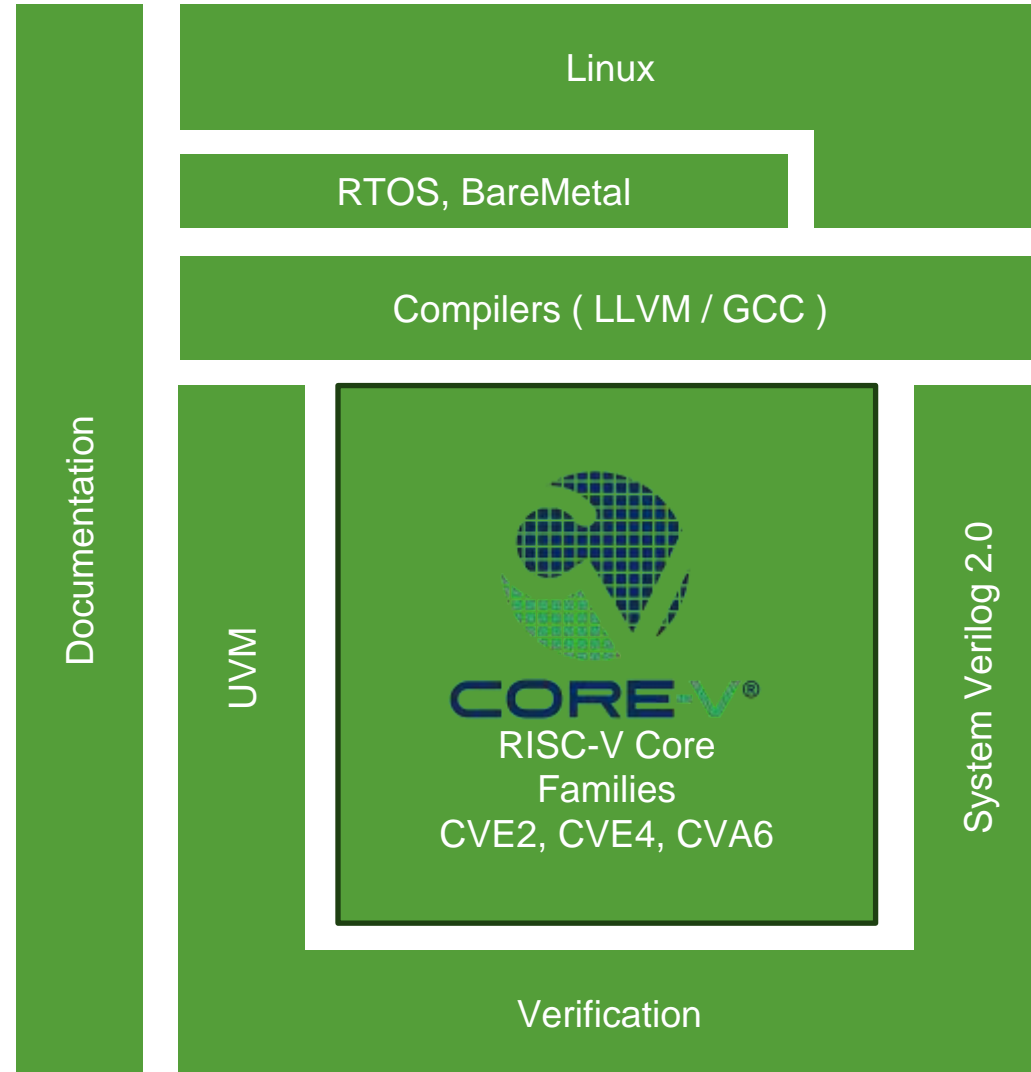 Linux
RTOS, BareMetal
Compilers ( LLVM / GCC )
Documentation
UVM
CORE-V®
RISC-V Core
Families
CVE2, CVE4, CVA6
System Verilog 2.0
Verification